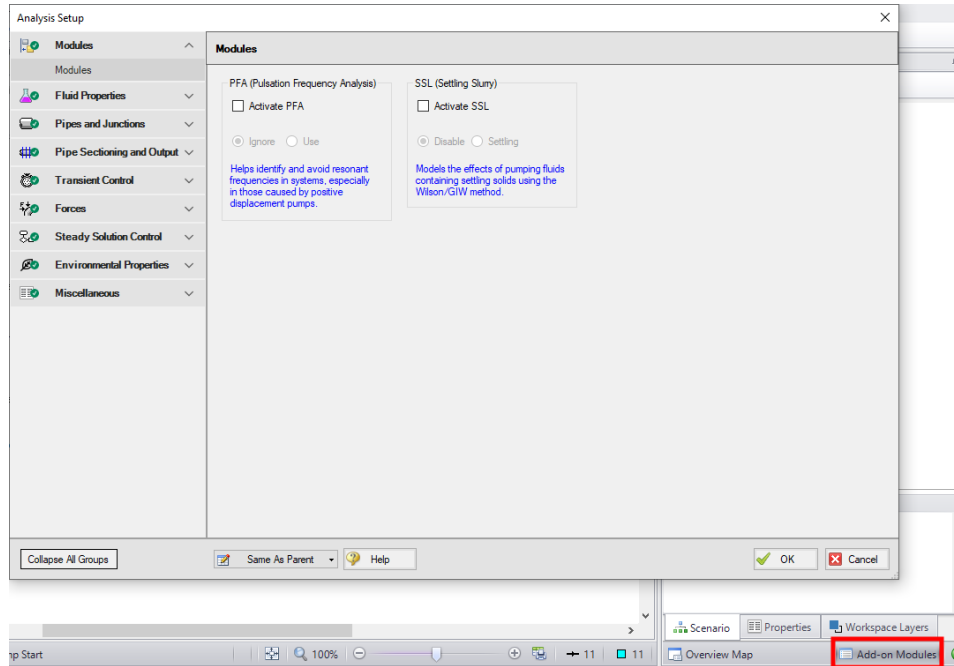 Analysis Setup
Modules
Modules
Fluid Properties
Pipes and Junctions
Pipe Sectioning and Output
Transient Control
Forces
Steady Solution Control
Environmental Properties
Miscellaneous
Collapse All Groups
Modules
PFA (Pulsation Frequency Analysis)
Activate PFA
Ignore Use
Helps identify and avoid resonant
frequencies in systems, especially
in those caused by positive
displacement pumps.
SSL (Settling Slurry)
Activate SSL
Disable Settling
Models the effects of pumping fluids
containing settling solids using the
Wilson/GIW method.
Same As Parent Help OK Cancel
Scenario Properties Workspace Layers
Start 100% 11 11 Overview Map Add-on Modules